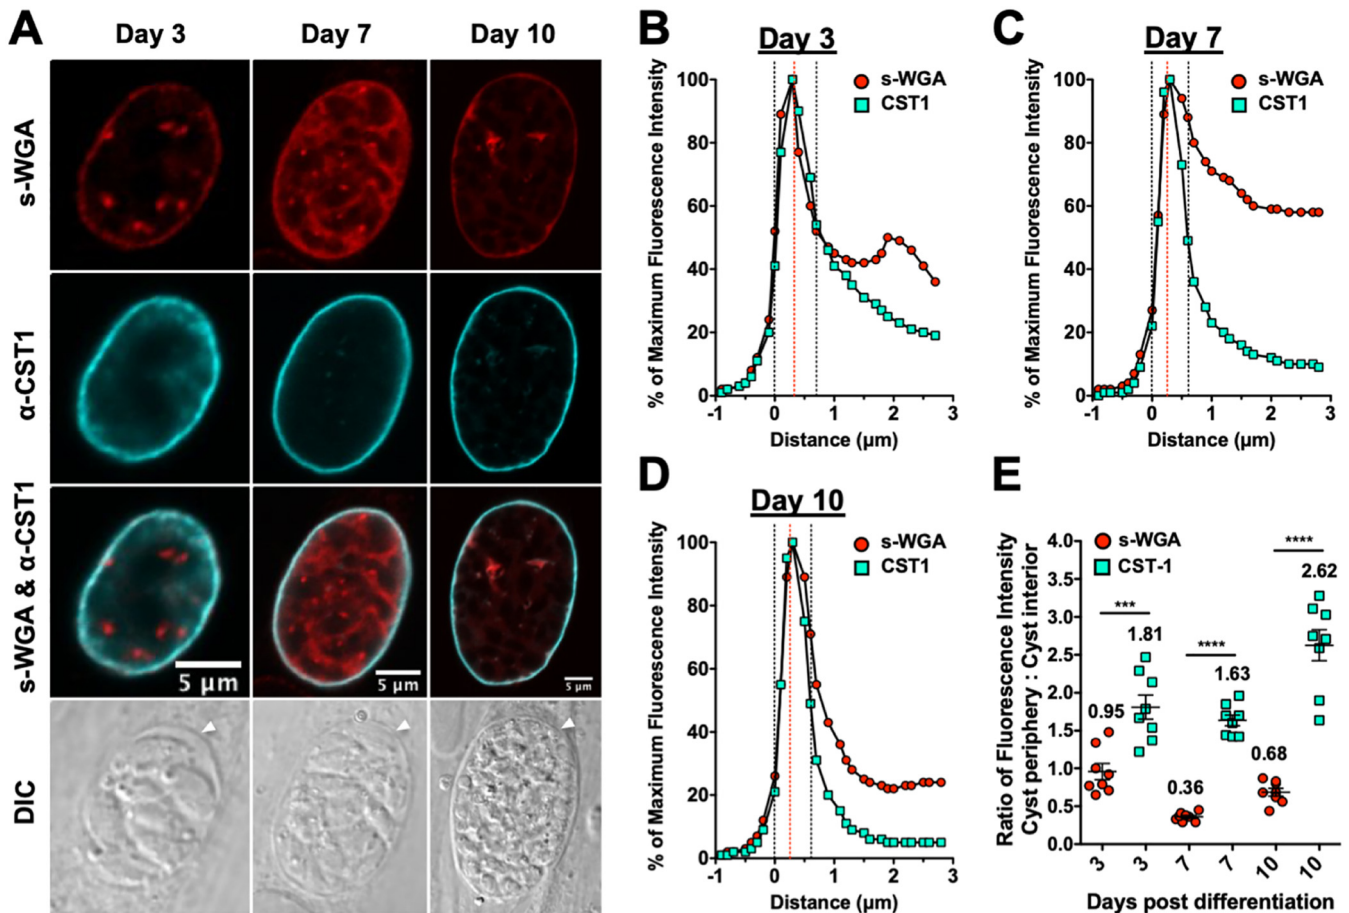 A
Day 3
Day 7
Day 10
s-WGA
α-CST1
s-WGA & α-CST1
5 μm
5 μm
5 μm
DIC
B
Day 3
% of Maximum Fluorescence Intensity
100
80
60
40
20
0
-1
0
1
2
3
Distance (μm)
s-WGA
CST1
C
Day 7
% of Maximum Fluorescence Intensity
100
80
60
40
20
0
-1
0
1
2
3
Distance (μm)
s-WGA
CST1
D
Day 10
% of Maximum Fluorescence Intensity
100
80
60
40
20
0
-1
0
1
2
3
Distance (μm)
s-WGA
CST1
E
Ratio of Fluorescence Intensity
Cyst periphery : Cyst interior
4.0
3.5
3.0
2.5
2.0
1.5
1.0
0.5
0.0
s-WGA
CST-1
0.95
***
1.81
0.36
****
1.63
0.68
****
2.62
3
3
7
7
10
10
Days post differentiation